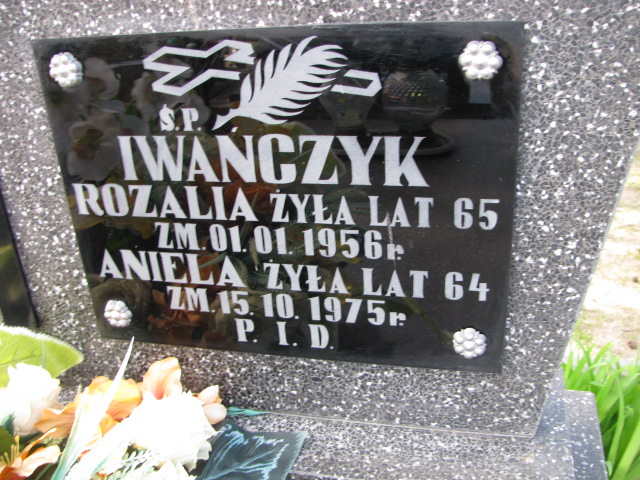 Ś.P.
IWAŃCZYK
ROZALIA ŻYŁA LAT 65
ZM. 01. 01. 1956r.
ANIELA ŻYŁA LAT 64
ZM 15. 10. 1975r.
P. I. D.